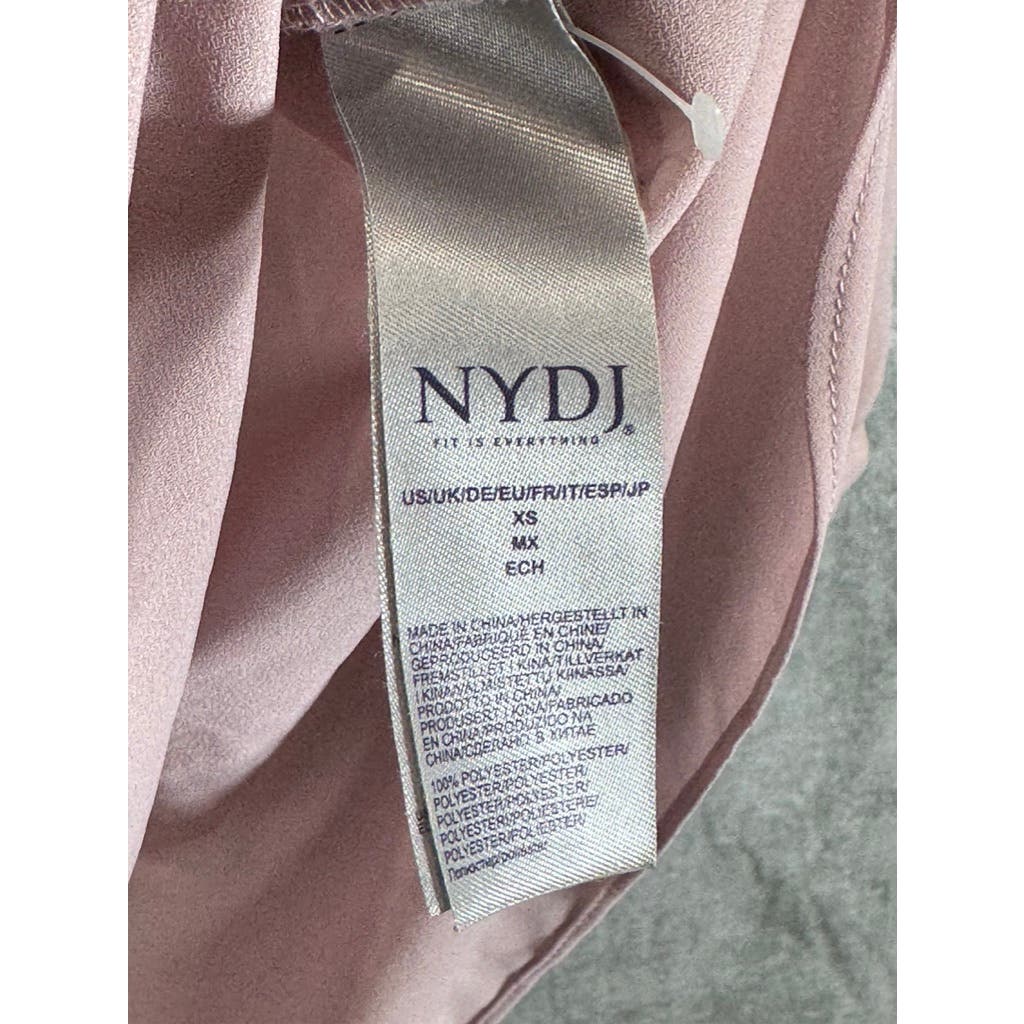 NYDJ®
FIT IS EVERYTHING
US/UK/DE/EU/FR/IT/ESP/JP
XS
MX
ECH
MADE IN CHINA/HERGESTELLT IN
CHINA/FABRIQUÉ EN CHINE/
GEPRODUCEERD IN CHINA/
FREMSTILLET I KINA/TILLVERKAT
I KINA/VALMISTETTU KIINASSA/
PRODOTTO IN CHINA/
PRODUSERT I KINA/FABRICADO
EN CHINA/PRODUZIDO NA
CHINA/СДЕЛАНО В КИТАЕ
100% POLYESTER/POLYESTER/
POLYESTER/POLYESTER/
POLYESTER/POLYESTER/
POLYESTER/POLIESTERE/
POLYESTER/POLIÉSTER/